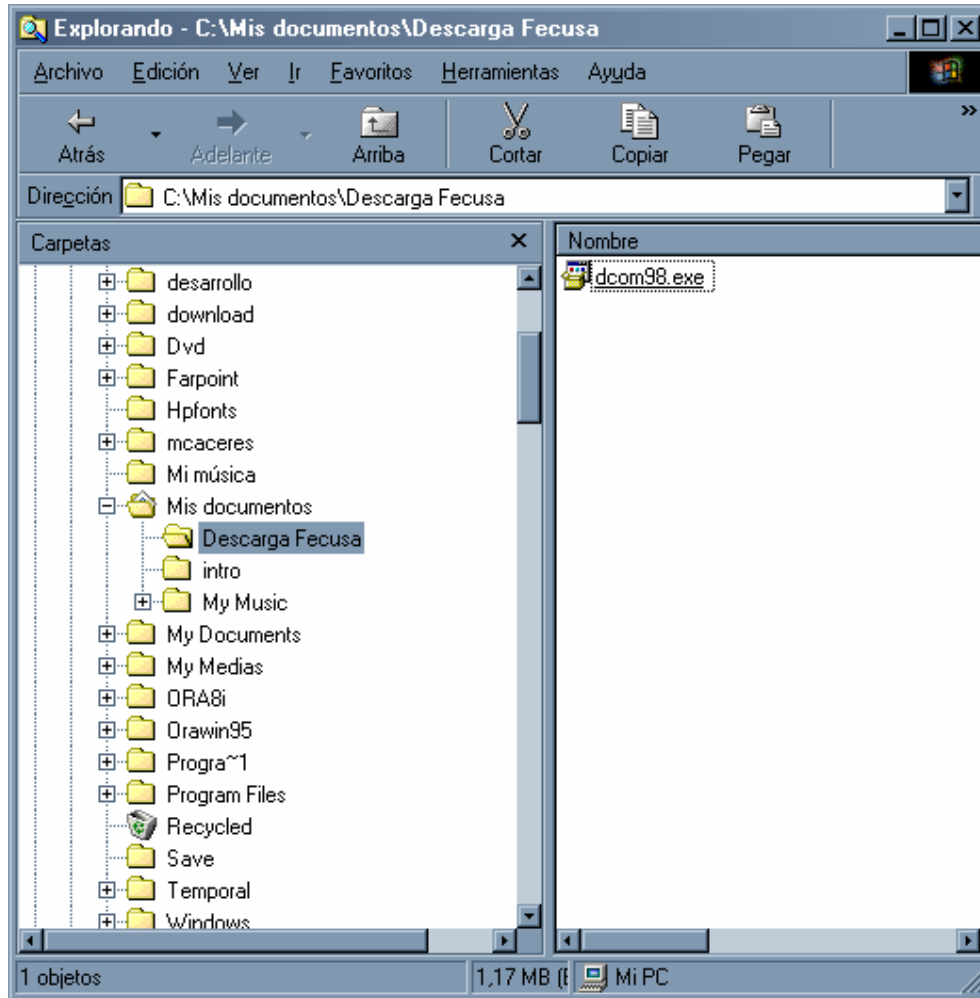 Explorando - C:\Mis documentos\Descarga Fecusa
Archivo Edición Ver Ir Favoritos Herramientas Ayuda
Atrás Adelante Arriba Cortar Copiar Pegar »
Dirección C:\Mis documentos\Descarga Fecusa
Carpetas Nombre
desarrollo dcom98.exe
download
Dvd
Farpoint
Hpfonts
mcaceres
Mi música
Mis documentos
Descarga Fecusa
intro
My Music
My Documents
My Medias
ORA8i
Orawin95
Progra~1
Program Files
Recycled
Save
Temporal
Windows
1 objetos 1,17 MB Mi PC